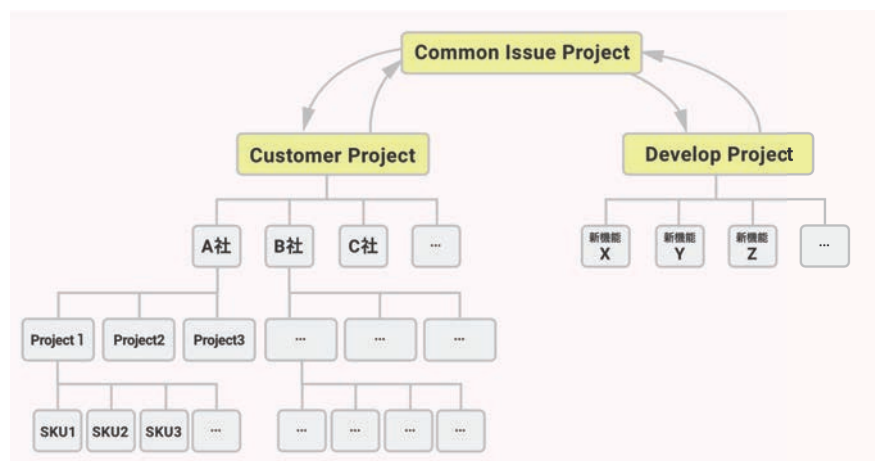 Common Issue Project
Customer Project
Develop Project
A社
B社
C社
...
新機能
X
新機能
Y
新機能
Z
...
Project 1
Project2
Project3
...
...
...
SKU1
SKU2
SKU3
...
...
...
...
...